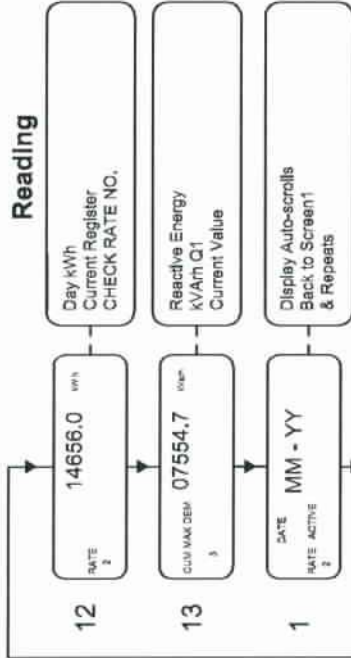 Reading
12
RATE
2
14656.0 kWh
Day kWh
Current Register
CHECK RATE NO.
13
CUM MAX DEM
3
07554.7 kVarh
Reactive Energy
kVArh Q1
Current Value
1
DATE
RATE ACTIVE
2
MM - YY
Display Auto-scrolls
Back to Screen1
& Repeats